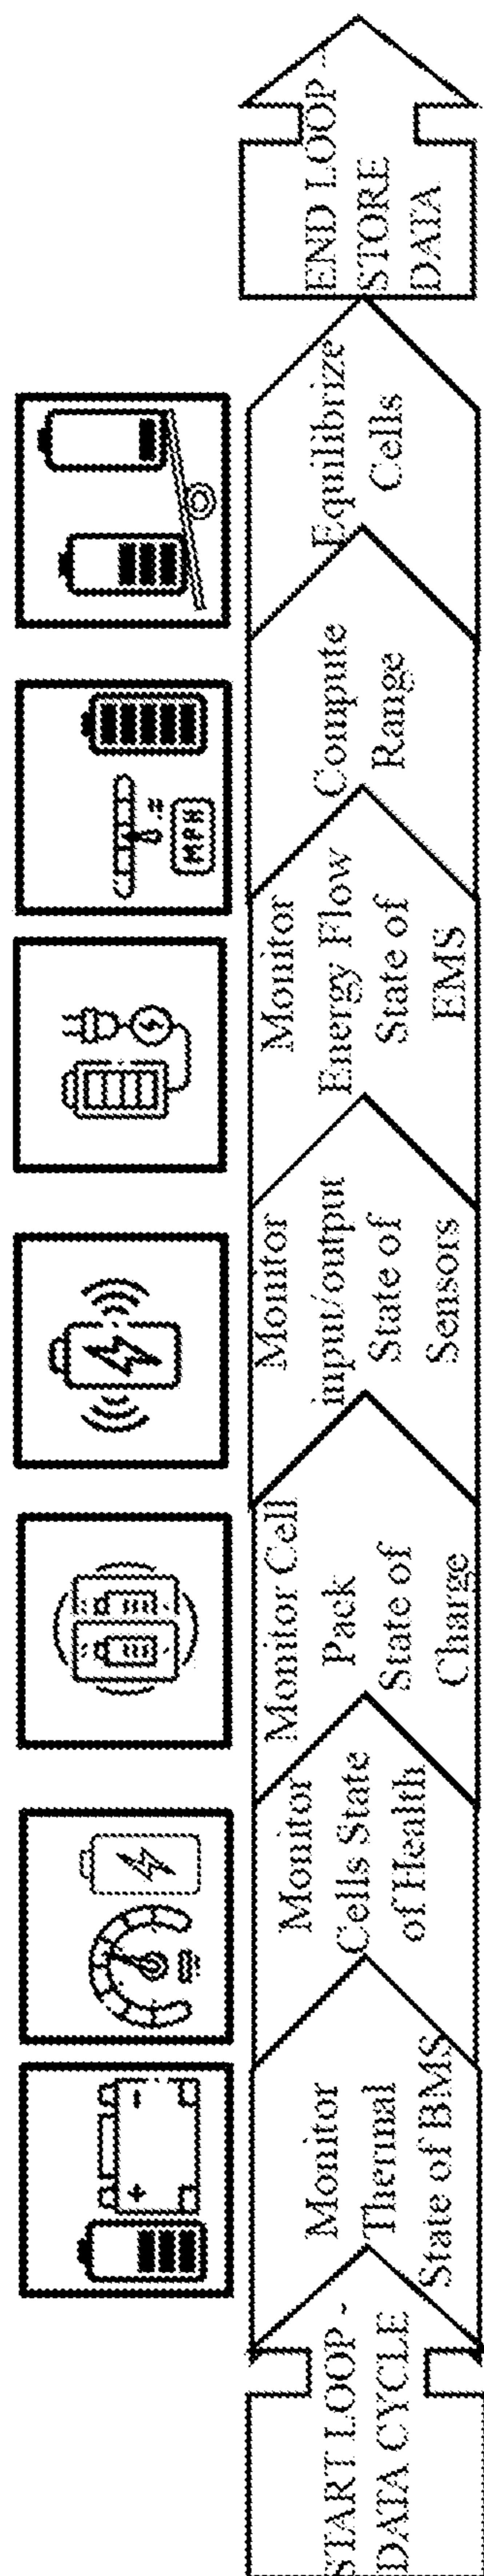 START LOOP -
DATA CYCLE
Monitor
Thermal
State of BMS
Monitor
Cells State
of Health
Monitor Cell
Pack
State of
Charge
Monitor
input/output
State of
Sensors
Monitor
Energy Flow
State of
EMS
Compute
Range
Equilibrize
Cells
END LOOP -
STORE
DATA
+ -
MPH